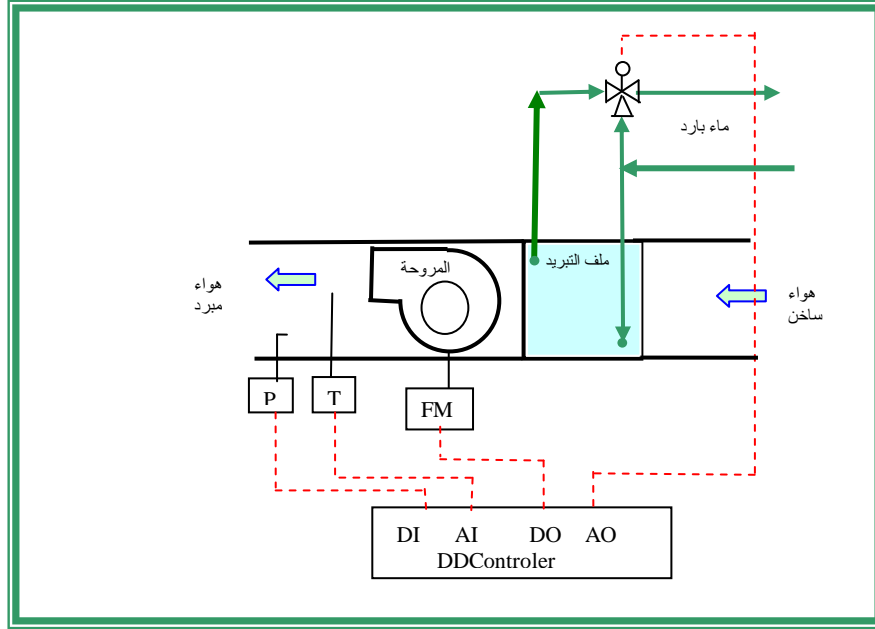 ماء بارد
ملف التبريد
المروحة
هواء
مبرد
هواء
ساخن
P
T
FM
DI AI DO AO
DDControler